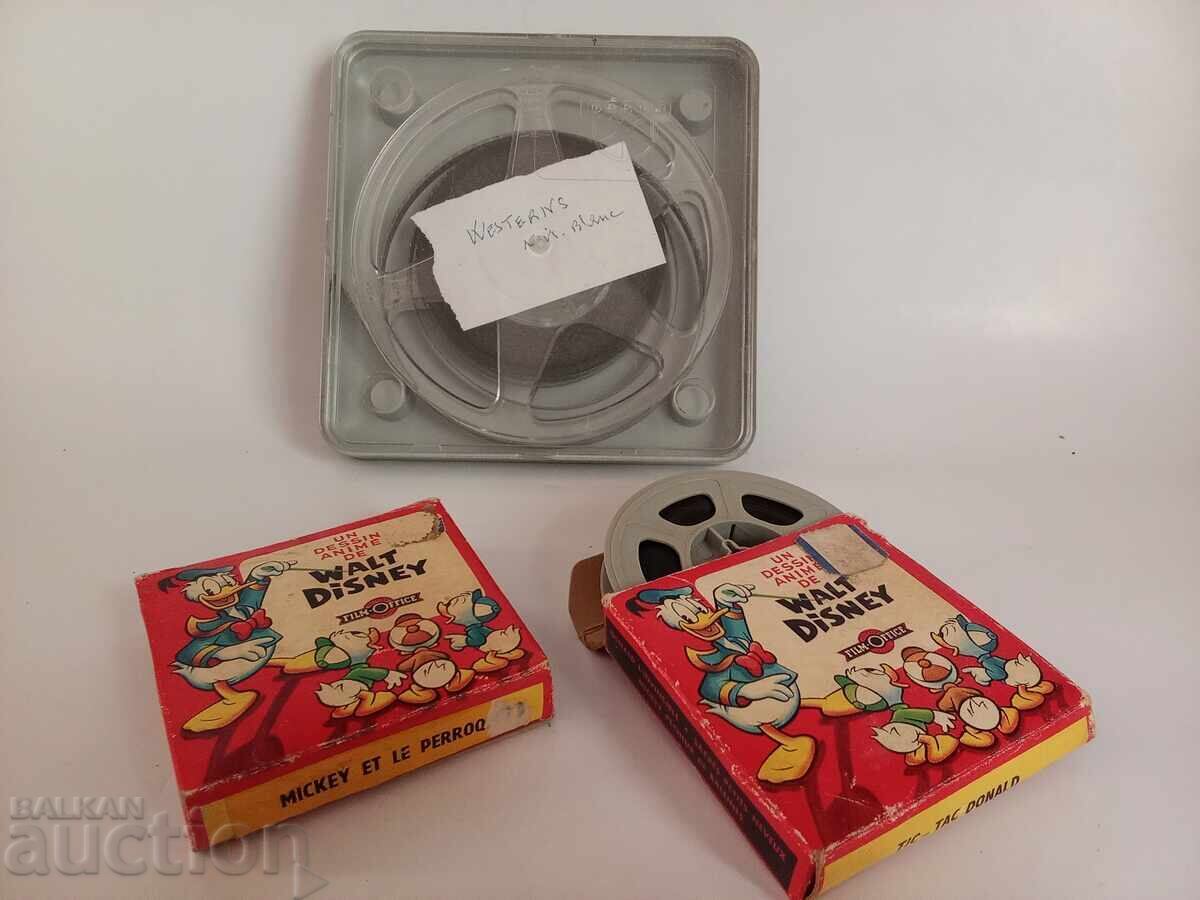 WESTERNS
Noir. Blanc
UN
DESSIN
ANIMÉ
DE
WALT
DISNEY
FILM OFFICE
MICKEY ET LE PERROQ
UN
DESSIN
ANIMÉ
DE
WALT
DISNEY
FILM OFFICE
TIC - TAC DONALD
BALKAN
auction